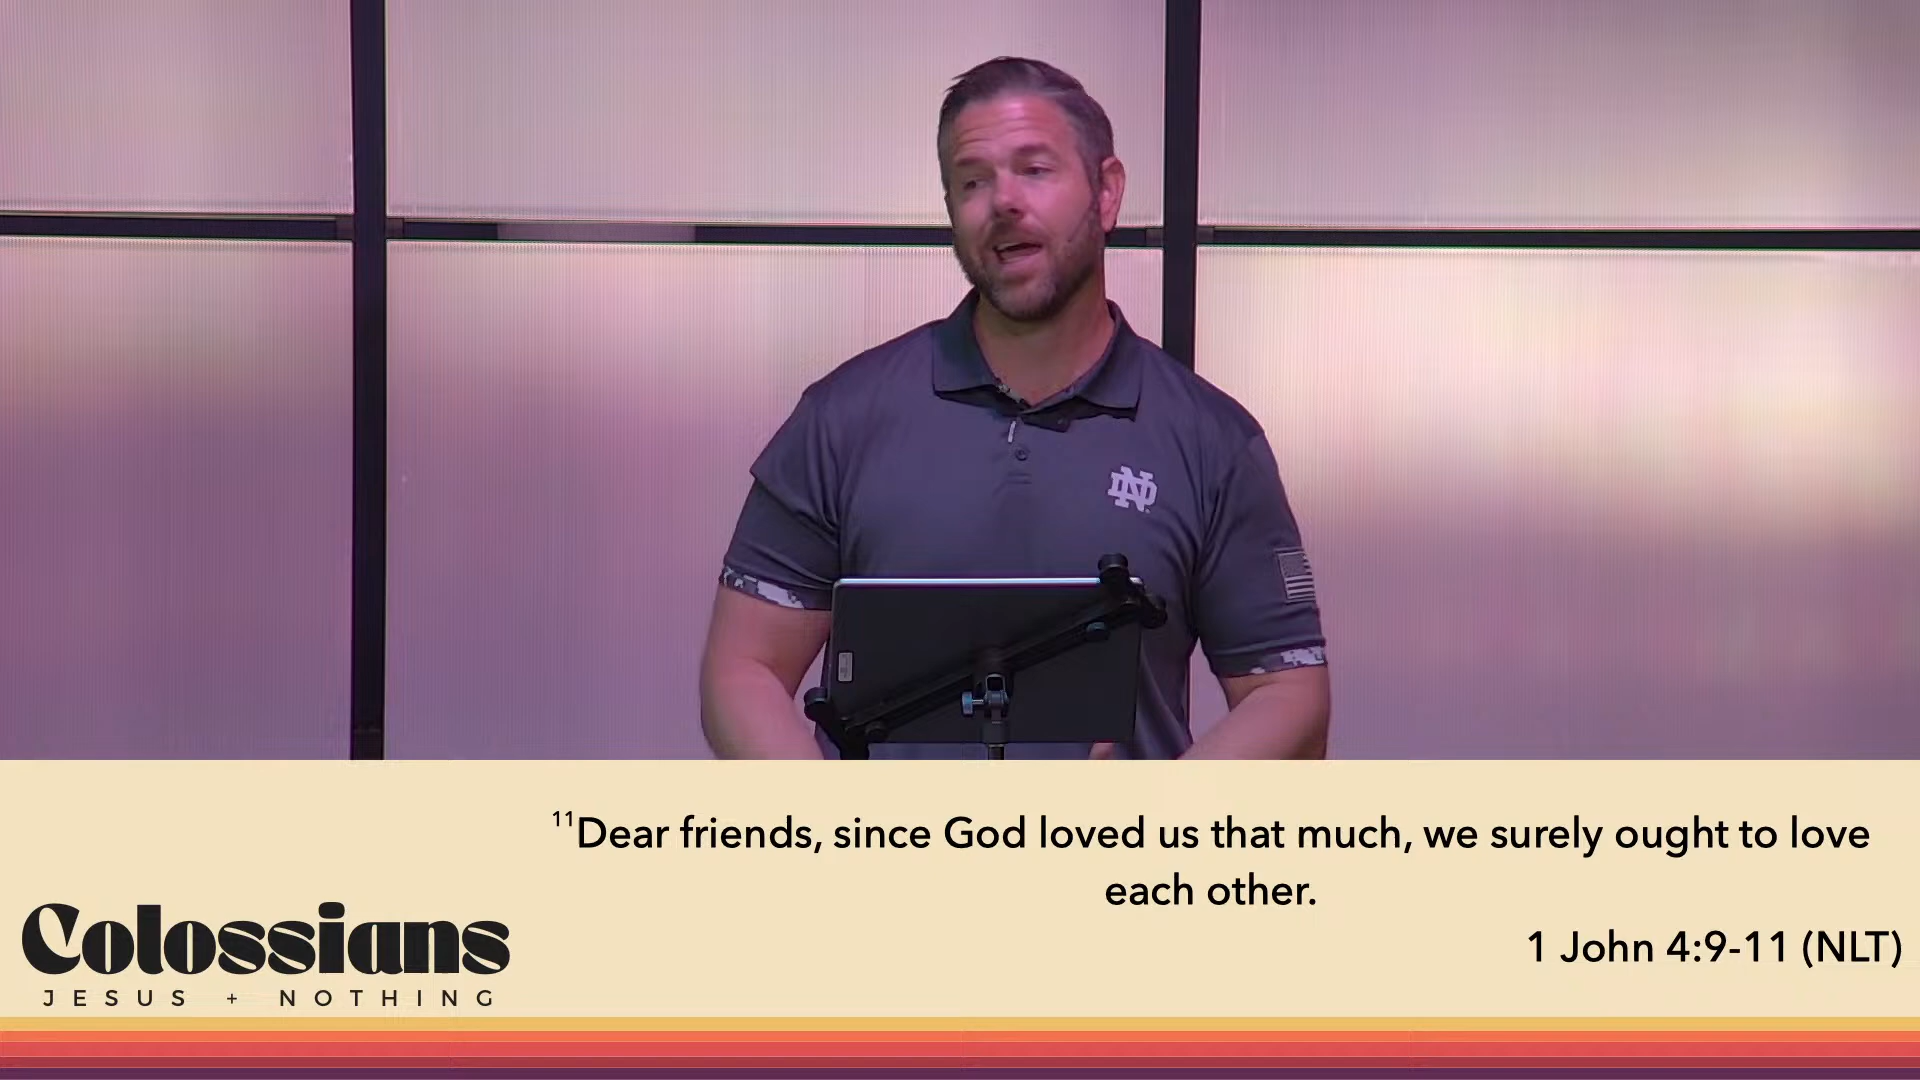 ND
¹¹Dear friends, since God loved us that much, we surely ought to love
each other.
1 John 4:9-11 (NLT)
Colossians
JESUS + NOTHING